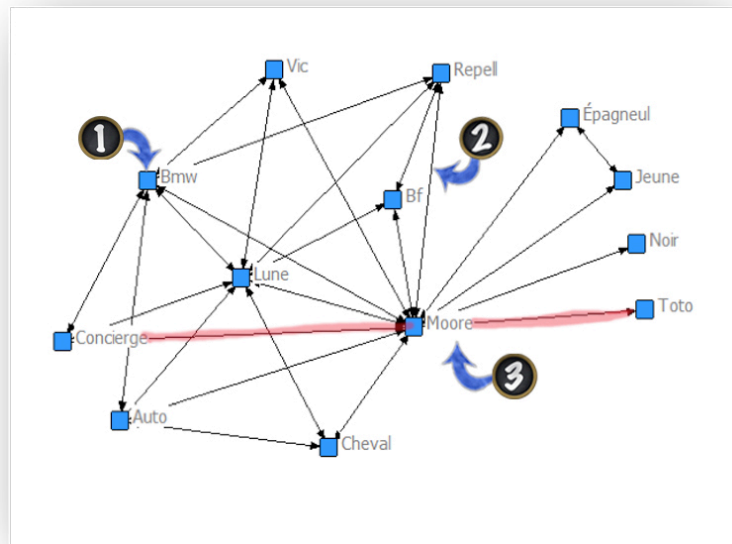 Vic
Repell
Épagneul
1
2
Bmw
Jeune
Bf
Noir
Lune
Toto
Moore
Concierge
3
Auto
Cheval